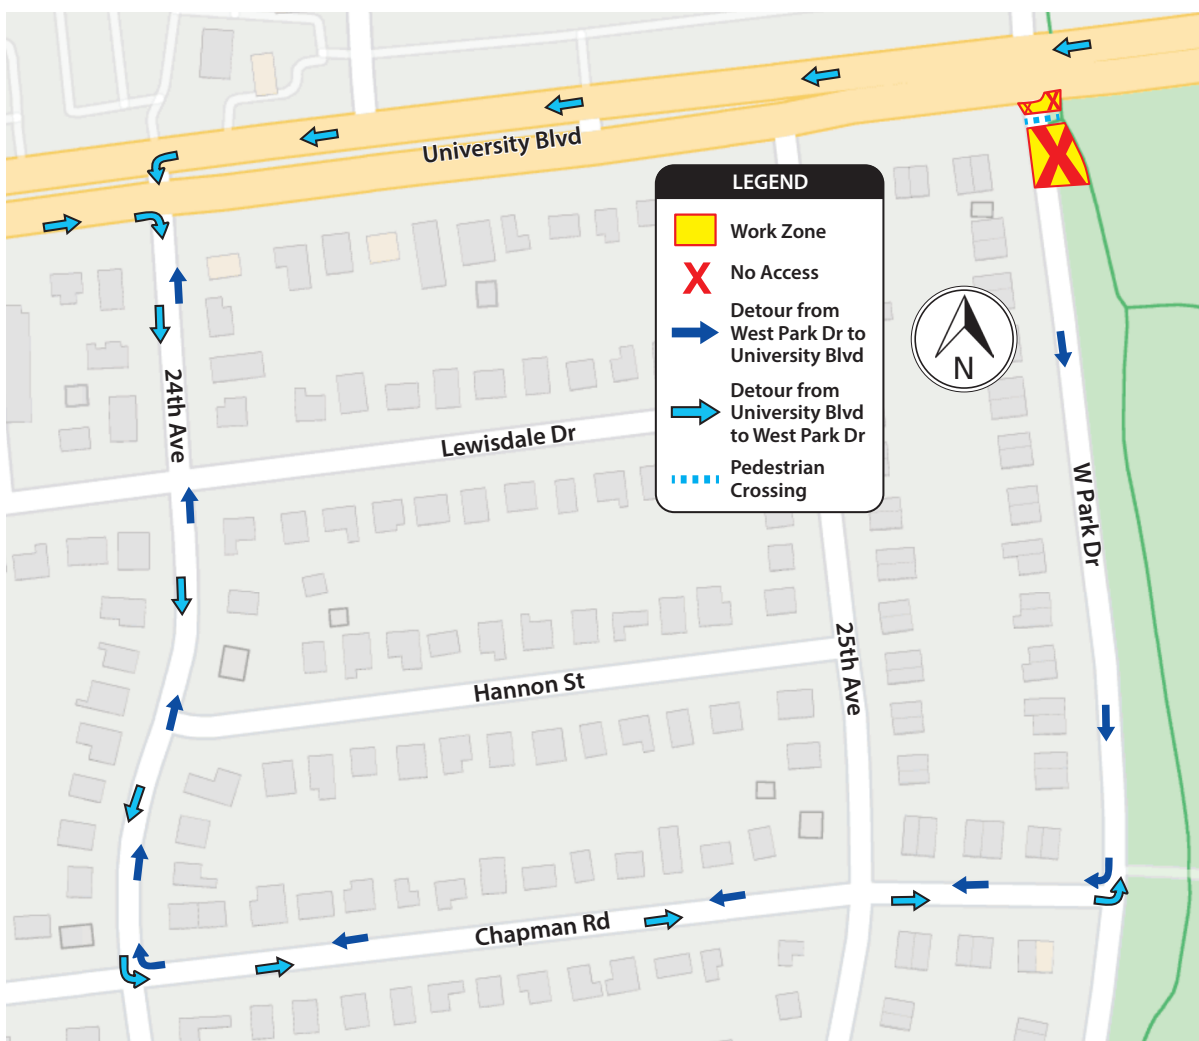 University Blvd
LEGEND
Work Zone
No Access
Detour from
West Park Dr to
University Blvd
Detour from
University Blvd
to West Park Dr
Pedestrian
Crossing
N
24th Ave
Lewisdale Dr
W Park Dr
25th Ave
Hannon St
Chapman Rd